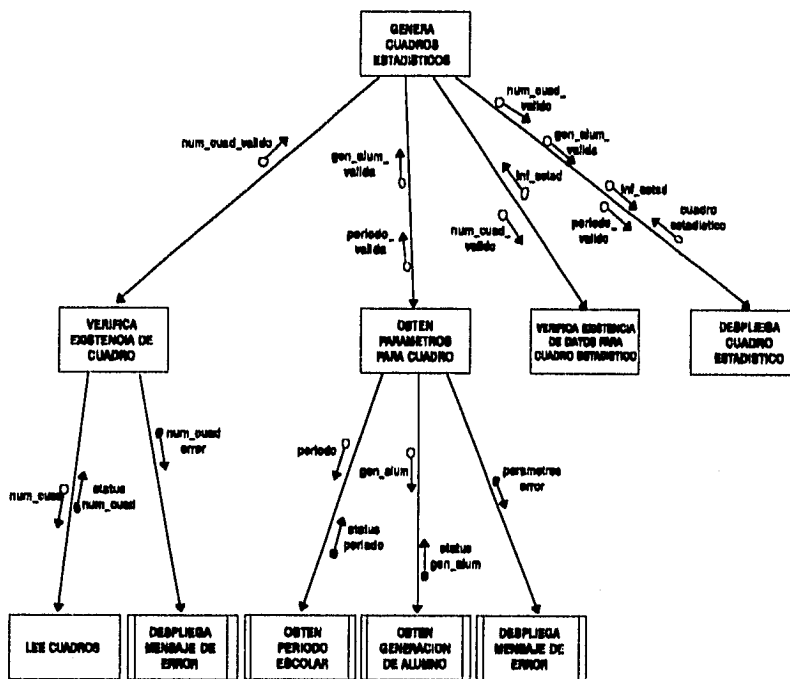 GENERA
CUADROS
ESTADISTICOS
num_cuad_
valido
num_cuad_valido
gen_alum_
valida
gen_alum_
valida
inf_estad
inf_estad
cuadro
estadistico
periodo_
valido
periodo_
valido
num_cuad_
valido
VERIFICA
EXISTENCIA DE
CUADRO
OBTEN
PARAMETROS
PARA CUADRO
VERIFICA EXISTENCIA
DE DATOS PARA
CUADRO ESTADISTICO
DESPLIEGA
CUADRO
ESTADISTICO
num_cuad
error
periodo
gen_alum
parametros
error
num_cuad
status
num_cuad
status
periodo
status
gen_alum
LEE CUADROS
DESPLIEGA
MENSAJE DE
ERROR
OBTEN
PERIODO
ESCOLAR
OBTEN
GENERACION
DE ALUMNO
DESPLIEGA
MENSAJE DE
ERROR